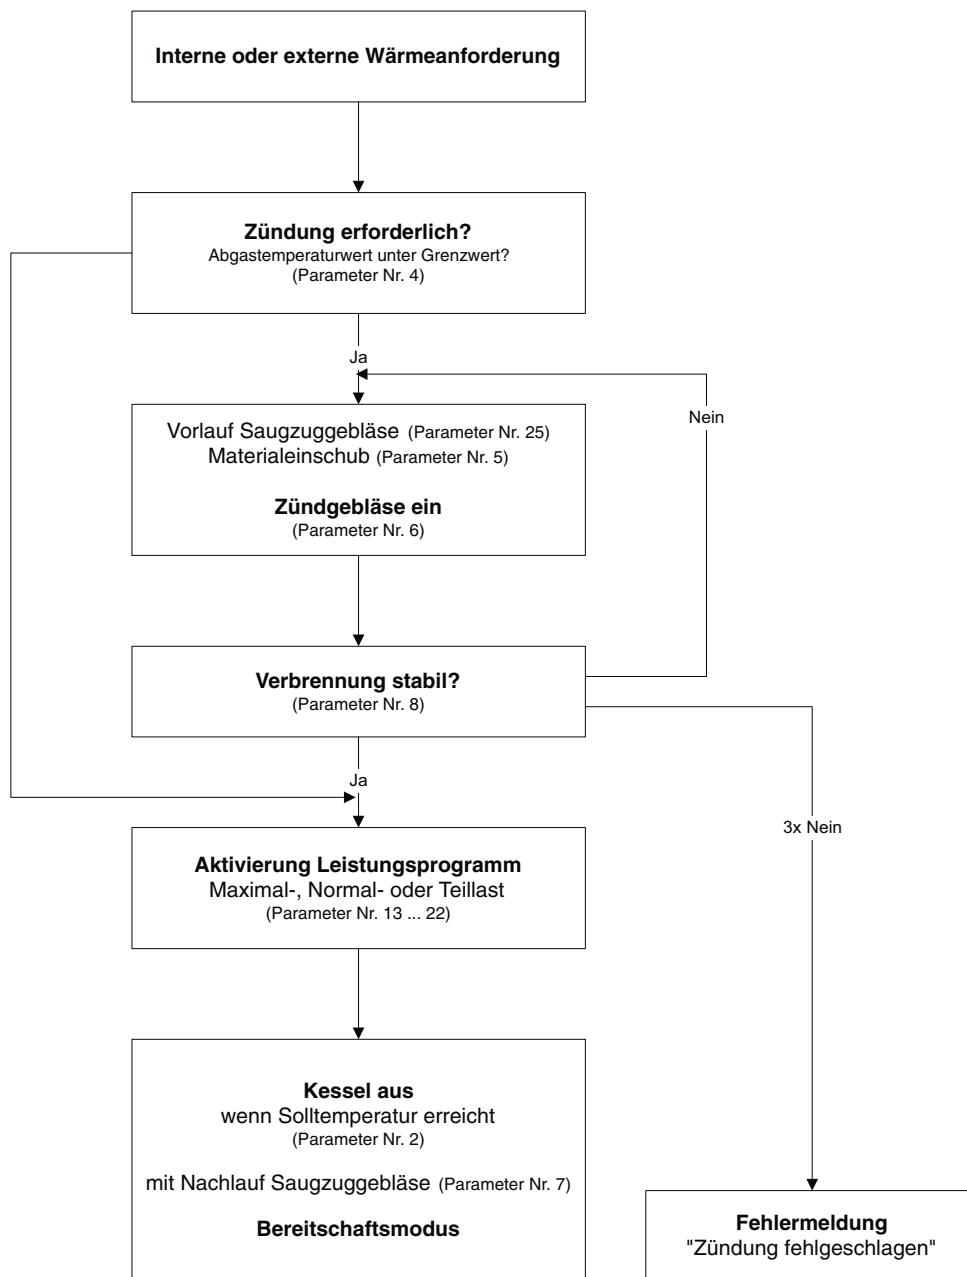 Interne oder externe Wärmeanforderung
Zündung erforderlich?
Abgastemperaturwert unter Grenzwert?
(Parameter Nr. 4)
Ja
Nein
Vorlauf Saugzuggebläse (Parameter Nr. 25)
Materialeinschub (Parameter Nr. 5)
Zündgebläse ein
(Parameter Nr. 6)
Verbrennung stabil?
(Parameter Nr. 8)
Ja
3x Nein
Aktivierung Leistungsprogramm
Maximal-, Normal- oder Teillast
(Parameter Nr. 13 ... 22)
Kessel aus
wenn Solltemperatur erreicht
(Parameter Nr. 2)
mit Nachlauf Saugzuggebläse (Parameter Nr. 7)
Bereitschaftsmodus
Fehlermeldung
"Zündung fehlgeschlagen"